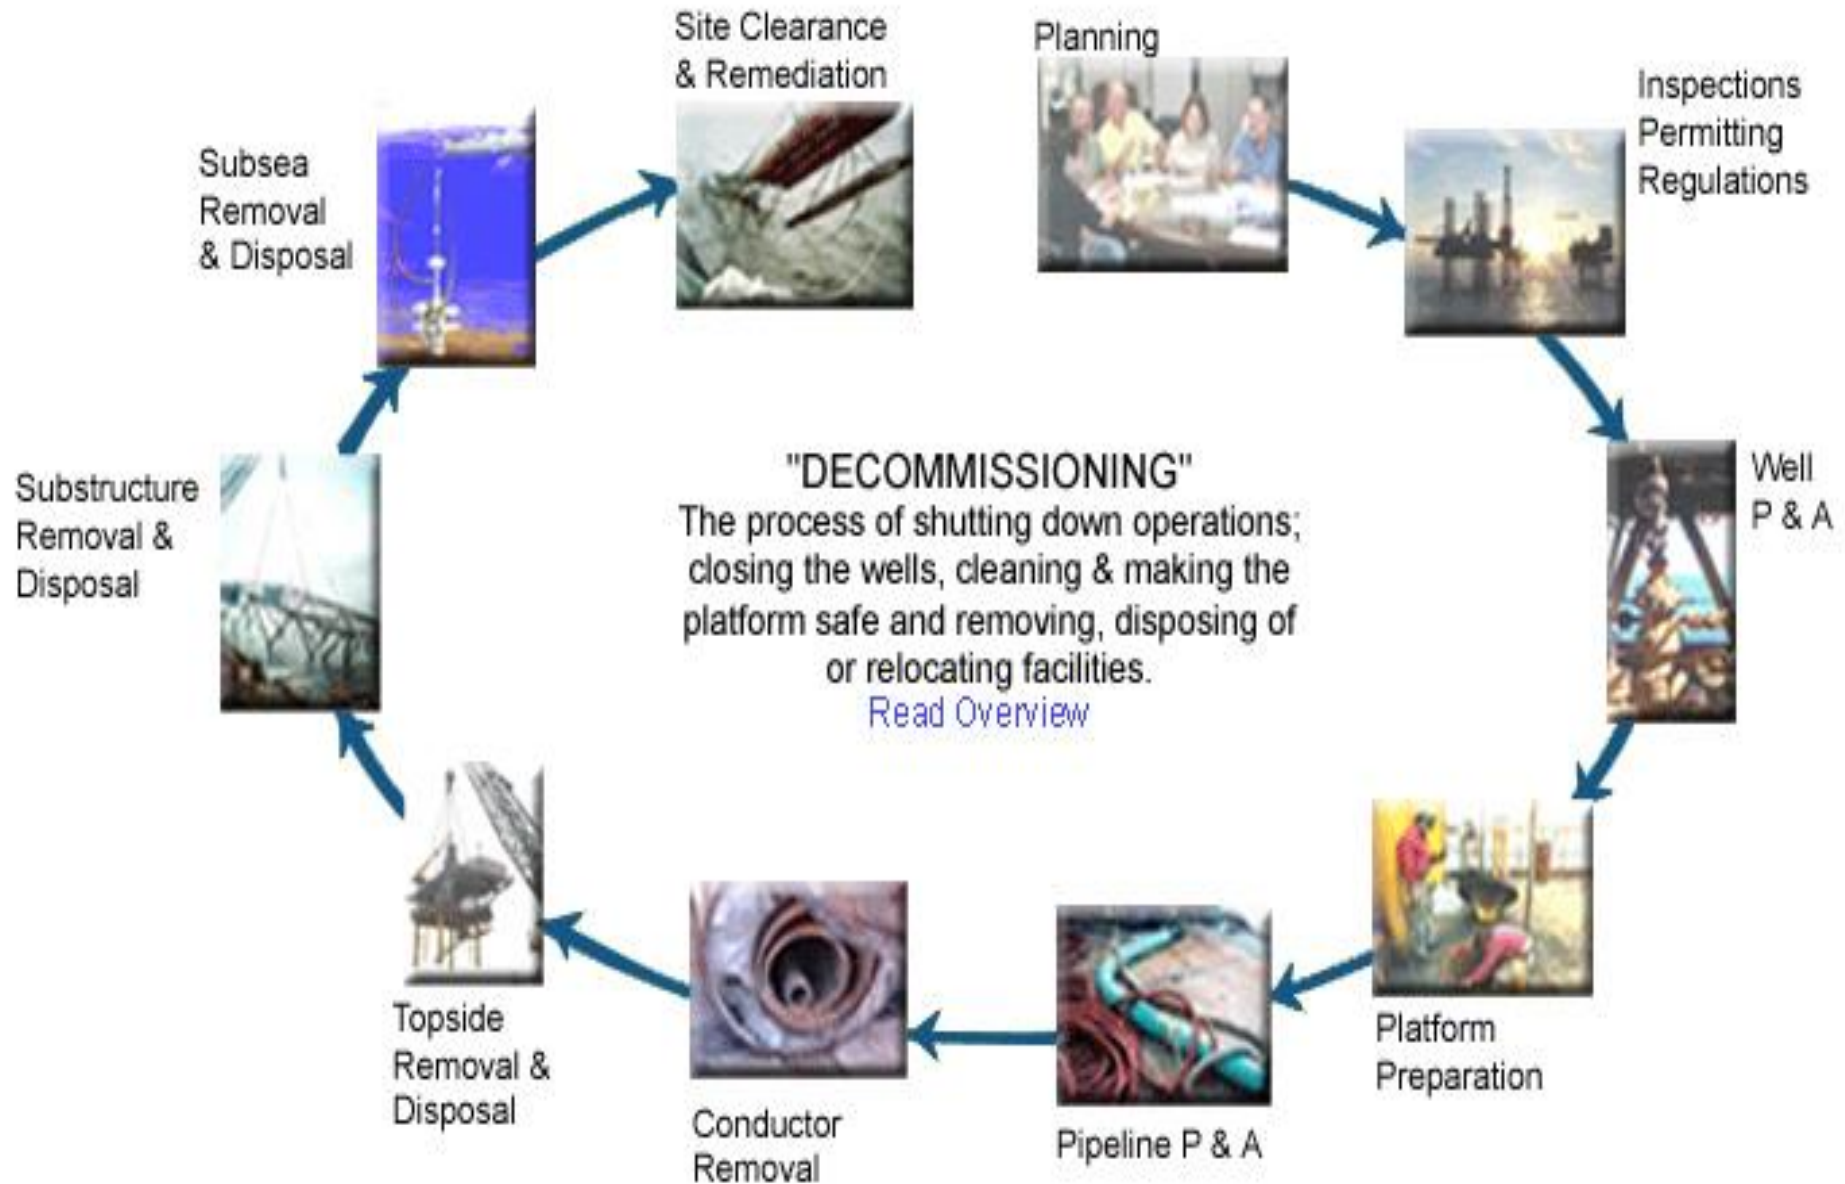 Site Clearance
& Remediation
Planning
Inspections
Permitting
Regulations
Subsea
Removal
& Disposal
Well
P & A
Substructure
Removal &
Disposal
"DECOMMISSIONING"
The process of shutting down operations;
closing the wells, cleaning & making the
platform safe and removing, disposing of
or relocating facilities.
Read Overview
Topside
Removal &
Disposal
Platform
Preparation
Conductor
Removal
Pipeline P & A